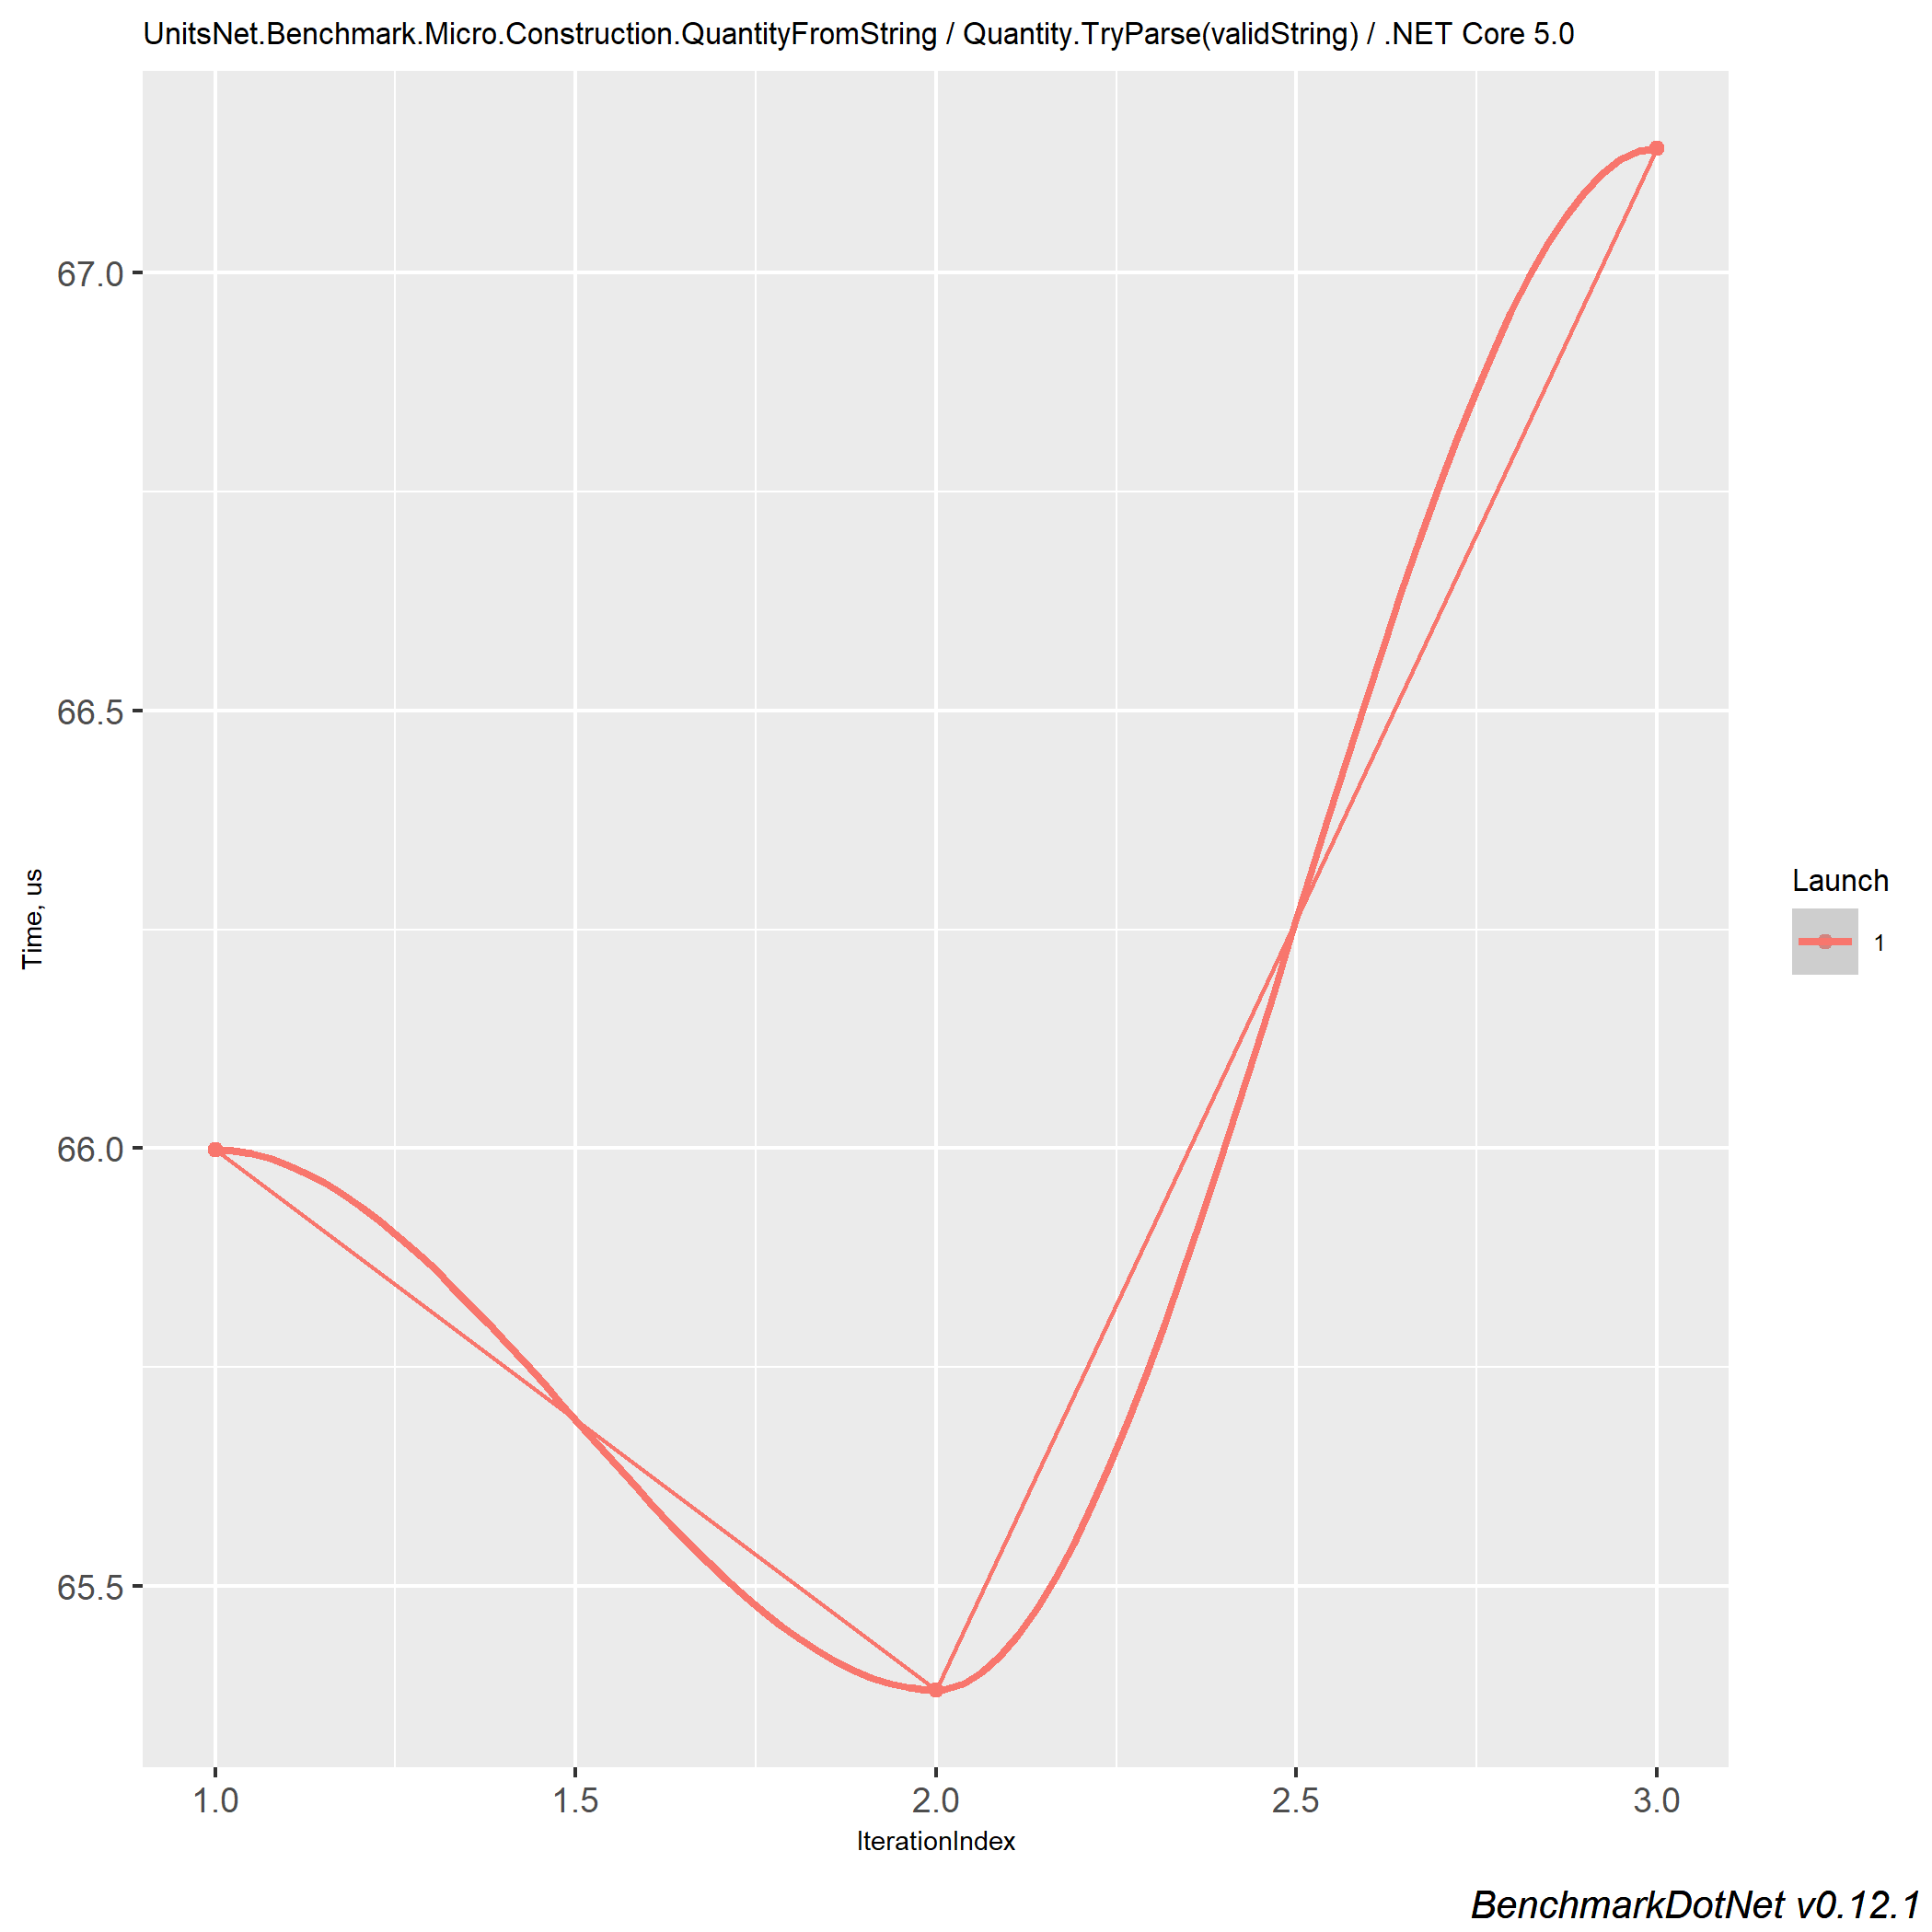 UnitsNet.Benchmark.Micro.Construction.QuantityFromString / Quantity.TryParse(validString) / .NET Core 5.0
67.0
66.5
66.0
65.5
Time, us
1.0 1.5 2.0 2.5 3.0
IterationIndex
Launch
1
BenchmarkDotNet v0.12.1